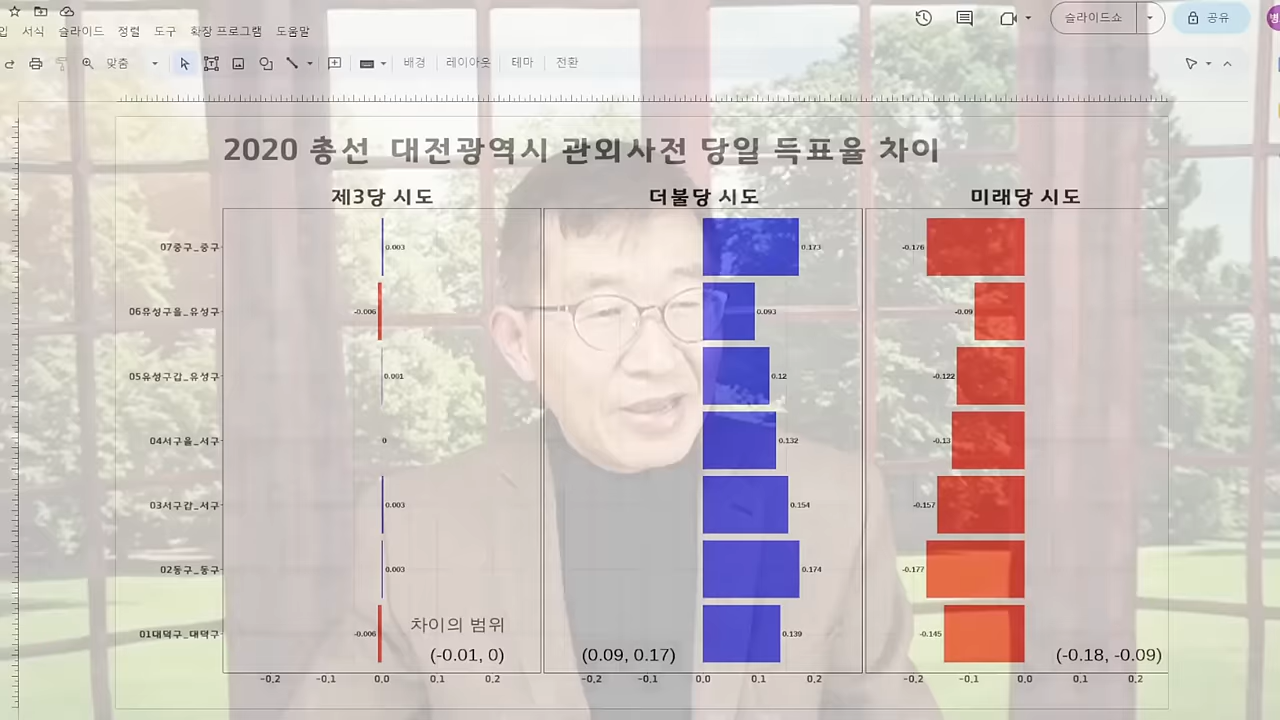 입 서식 슬라이드 정렬 도구 확장 프로그램 도움말
슬라이드쇼
공유
병
맞춤
배경 레이아웃 테마 전환
2020 총선 대전광역시 관외사전 당일 득표율 차이
제3당 시도 더불당 시도 미래당 시도
07중구_중구 0.003 0.173 -0.176
06유성구을_유성구 -0.006 0.093 -0.09
05유성구갑_유성구 0.001 0.12 -0.122
04서구을_서구 0 0.132 -0.13
03서구갑_서구 0.003 0.154 -0.157
02동구_동구 0.003 0.174 -0.177
01대덕구_대덕구 -0.006 0.139 -0.145
차이의 범위
(-0.01, 0) (0.09, 0.17) (-0.18, -0.09)
-0.2 -0.1 0.0 0.1 0.2 -0.2 -0.1 0.0 0.1 0.2 -0.2 -0.1 0.0 0.1 0.2